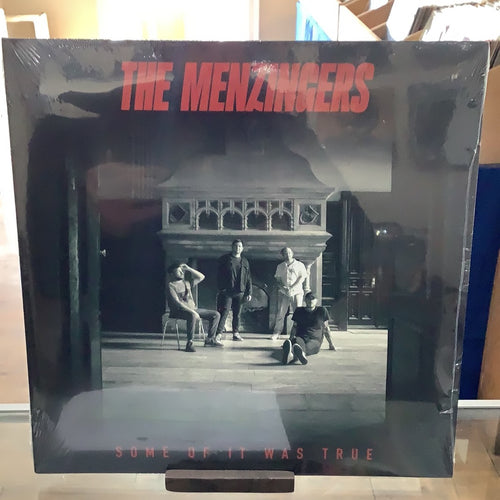 THE MENZINGERS
SOME OF IT WAS TRUE